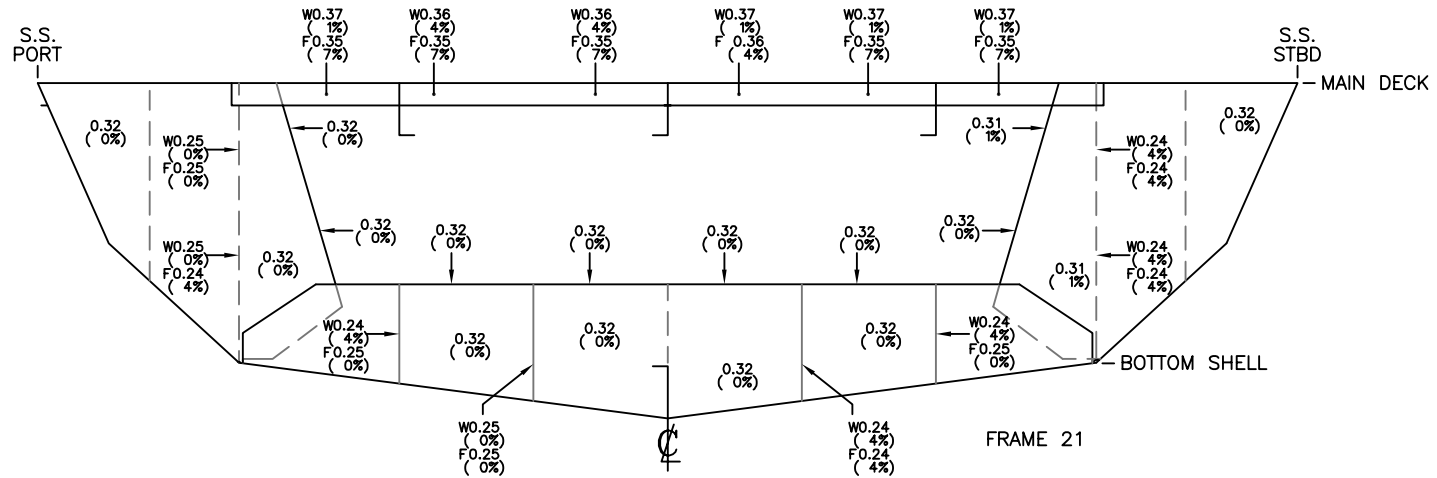 W0.37
( 1%)
F0.35
( 7%)
W0.36
( 4%)
F0.35
( 7%)
W0.36
( 4%)
F0.35
( 7%)
W0.37
( 1%)
F 0.36
( 4%)
W0.37
( 1%)
F0.35
( 7%)
W0.37
( 1%)
F0.35
( 7%)
S.S.
PORT
S.S.
STBD
MAIN DECK
0.32
( 0%)
W0.25
( 0%)
F0.25
( 0%)
0.32
( 0%)
0.31
( 1%)
W0.24
( 4%)
F0.24
( 4%)
0.32
( 0%)
0.32
( 0%)
0.32
( 0%)
0.32
( 0%)
0.32
( 0%)
0.32
( 0%)
0.32
( 0%)
W0.25
( 0%)
F0.24
( 4%)
0.32
( 0%)
0.31
( 1%)
W0.24
( 4%)
F0.24
( 4%)
W0.24
( 4%)
F0.25
( 0%)
0.32
( 0%)
0.32
( 0%)
0.32
( 0%)
0.32
( 0%)
W0.24
( 4%)
F0.25
( 0%)
BOTTOM SHELL
W0.25
( 0%)
F0.25
( 0%)
℄
W0.24
( 4%)
F0.24
( 4%)
FRAME 21